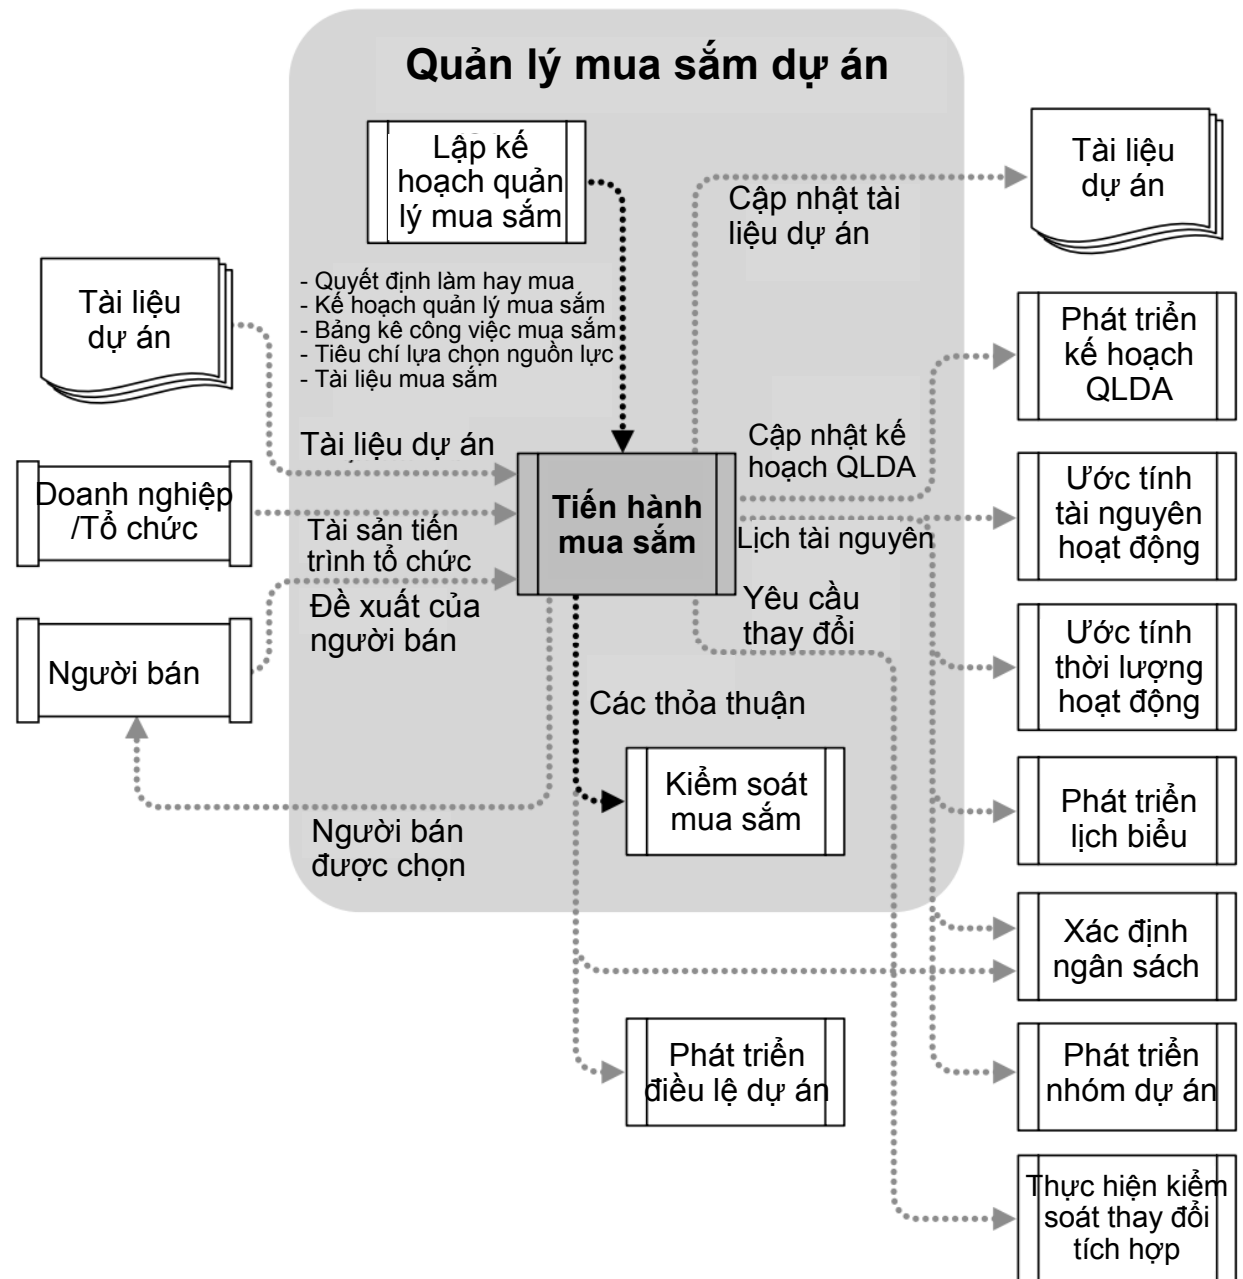 Quản lý mua sắm dự án
Lập kế
hoạch quản
lý mua sắm
Tài liệu
dự án
Cập nhật tài
liệu dự án
- Quyết định làm hay mua
- Kế hoạch quản lý mua sắm
- Bảng kê công việc mua sắm
- Tiêu chí lựa chọn nguồn lực
- Tài liệu mua sắm
Tài liệu
dự án
Phát triển
kế hoạch
QLDA
Tài liệu dự án
Cập nhật kế
hoạch QLDA
Doanh nghiệp
/Tổ chức
Tiến hành
mua sắm
Ước tính
tài nguyên
hoạt động
Tài sản tiến
trình tổ chức
Lịch tài nguyên
Đề xuất của
người bán
Yêu cầu
thay đổi
Người bán
Ước tính
thời lượng
hoạt động
Các thỏa thuận
Kiểm soát
mua sắm
Phát triển
lịch biểu
Người bán
được chọn
Xác định
ngân sách
Phát triển
điều lệ dự án
Phát triển
nhóm dự án
Thực hiện kiểm
soát thay đổi
tích hợp